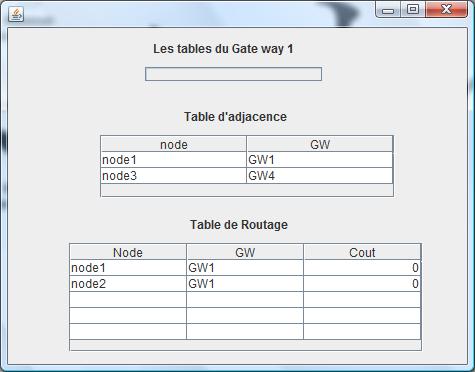 Les tables du Gate way 1
Table d'adjacence
node GW
node1 GW1
node3 GW4
Table de Routage
Node GW Cout
node1 GW1 0
node2 GW1 0